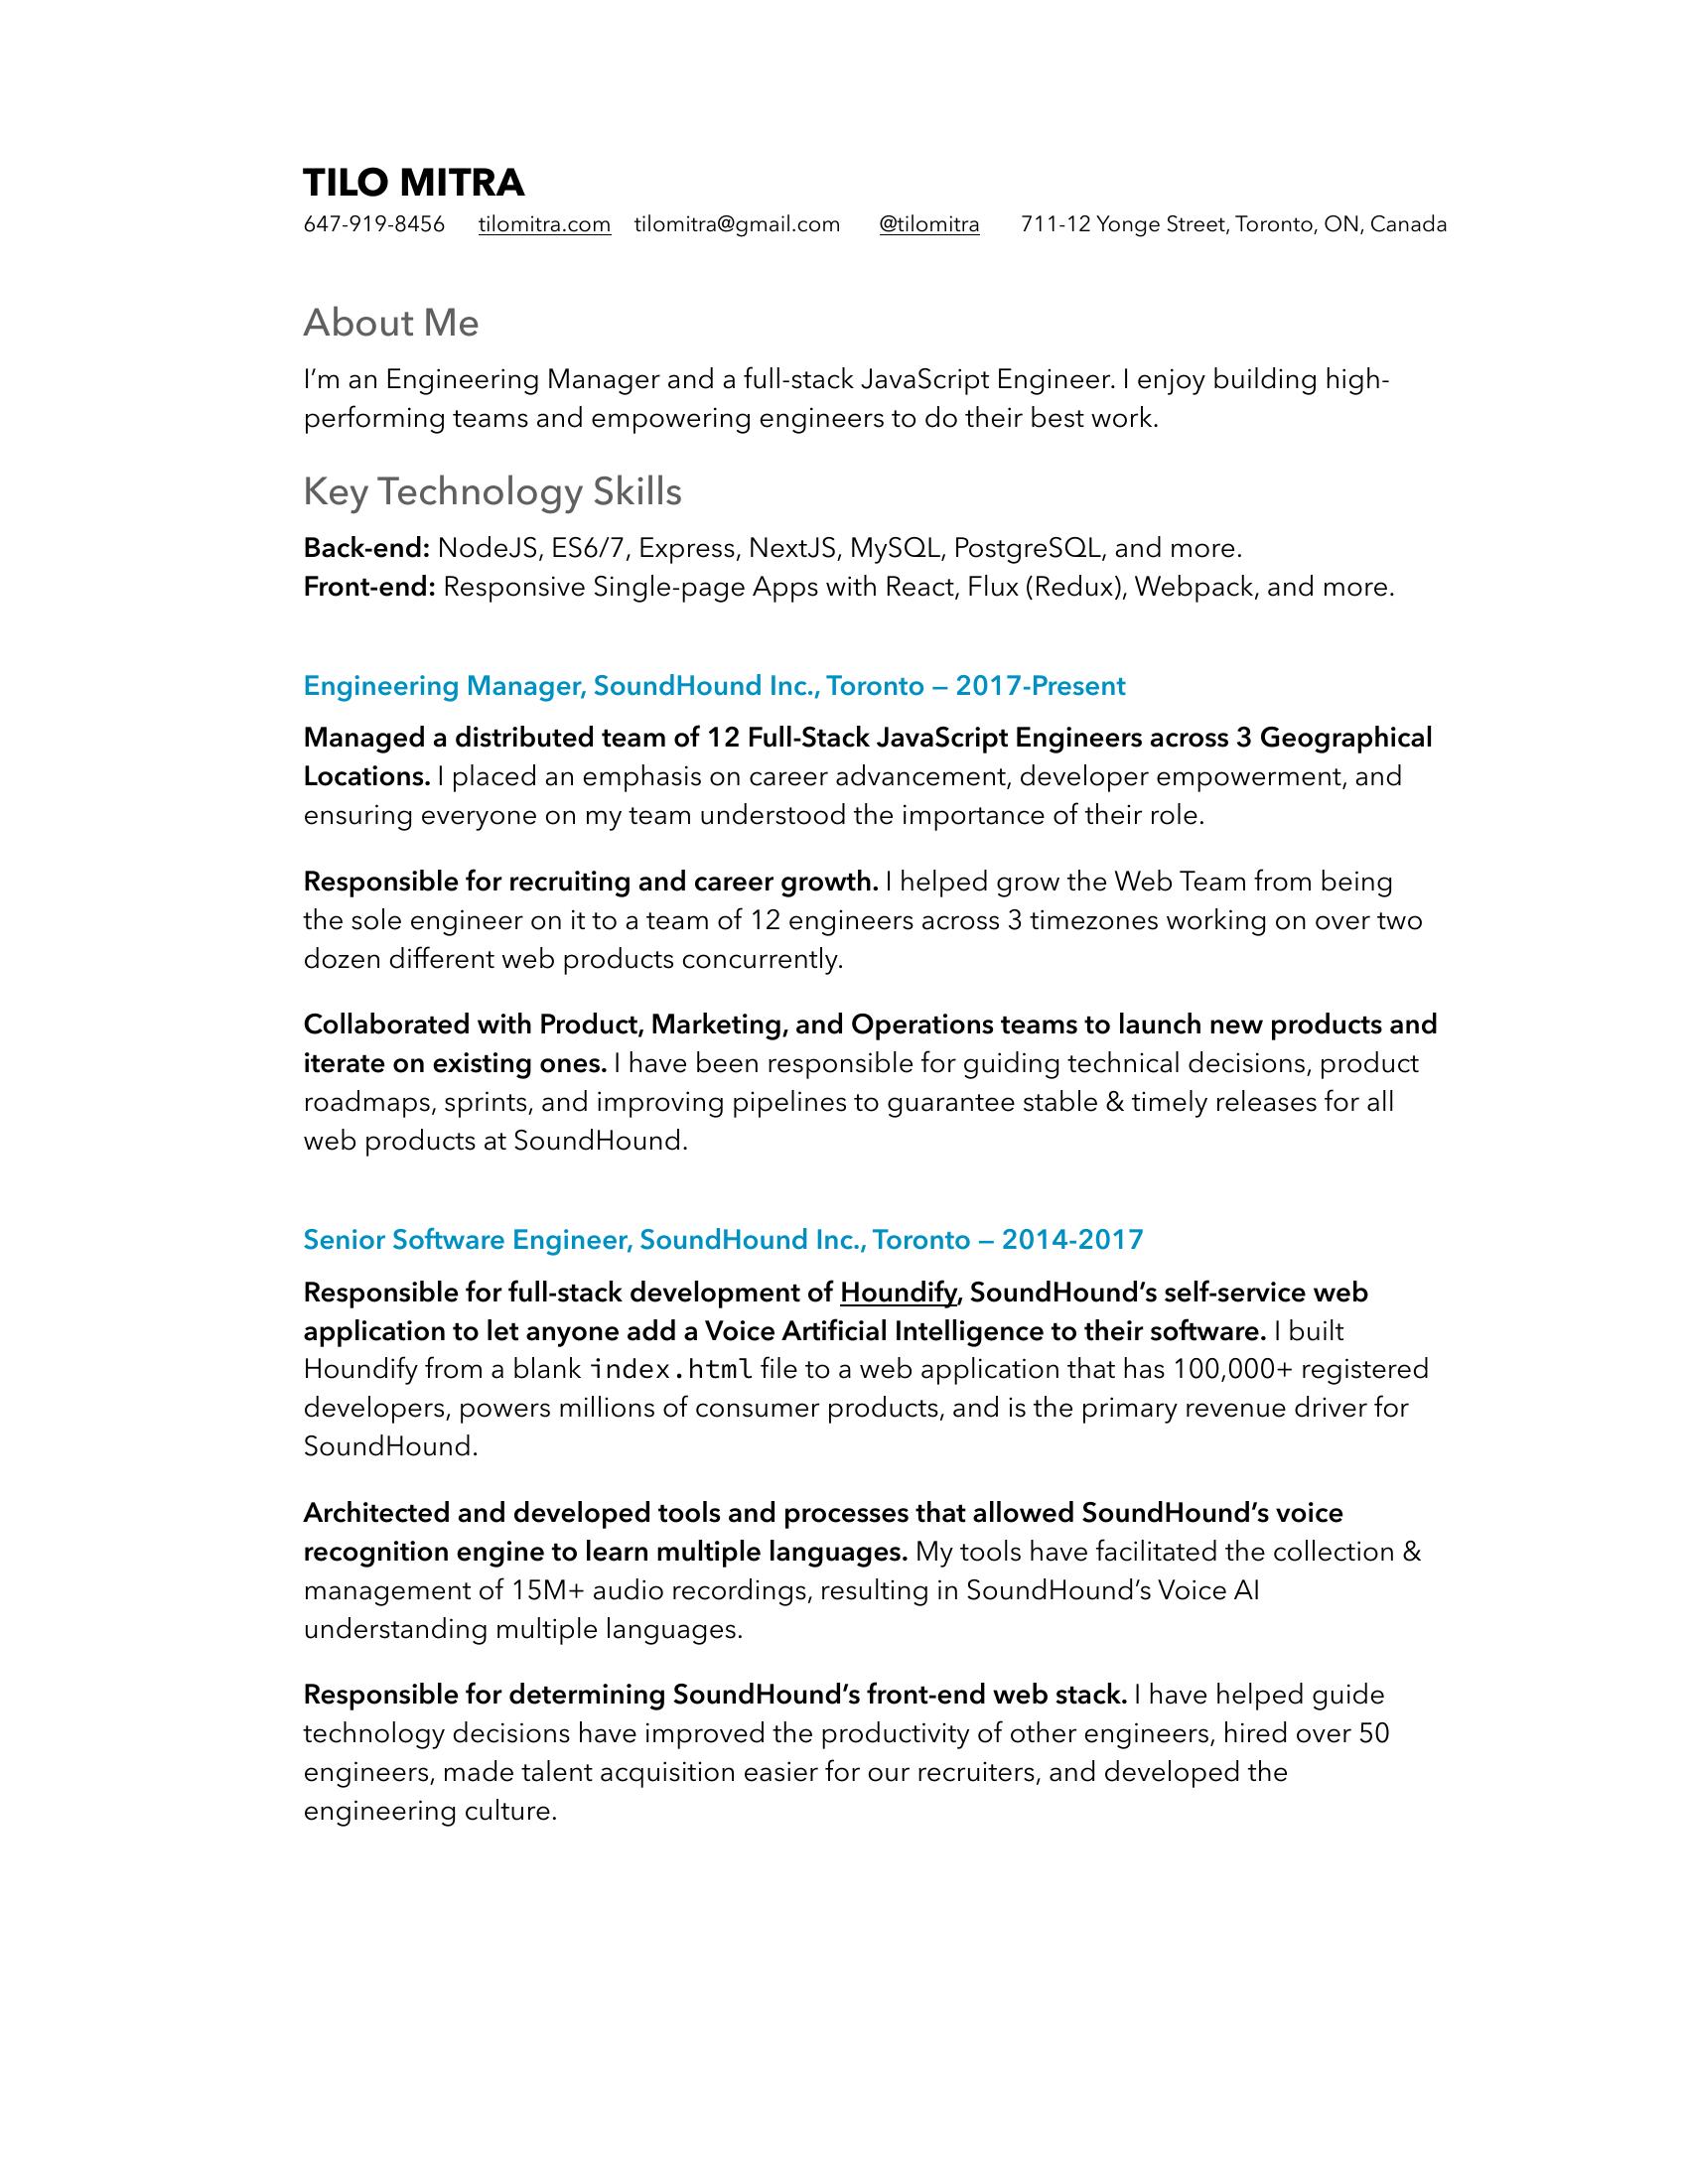 TILO MITRA
647-919-8456 tilomitra.com tilomitra@gmail.com @tilomitra 711-12 Yonge Street, Toronto, ON, Canada
About Me
I’m an Engineering Manager and a full-stack JavaScript Engineer. I enjoy building high-
performing teams and empowering engineers to do their best work.
Key Technology Skills
Back-end: NodeJS, ES6/7, Express, NextJS, MySQL, PostgreSQL, and more.
Front-end: Responsive Single-page Apps with React, Flux (Redux), Webpack, and more.
Engineering Manager, SoundHound Inc., Toronto — 2017-Present
Managed a distributed team of 12 Full-Stack JavaScript Engineers across 3 Geographical
Locations. I placed an emphasis on career advancement, developer empowerment, and
ensuring everyone on my team understood the importance of their role.
Responsible for recruiting and career growth. I helped grow the Web Team from being
the sole engineer on it to a team of 12 engineers across 3 timezones working on over two
dozen different web products concurrently.
Collaborated with Product, Marketing, and Operations teams to launch new products and
iterate on existing ones. I have been responsible for guiding technical decisions, product
roadmaps, sprints, and improving pipelines to guarantee stable & timely releases for all
web products at SoundHound.
Senior Software Engineer, SoundHound Inc., Toronto — 2014-2017
Responsible for full-stack development of Houndify, SoundHound’s self-service web
application to let anyone add a Voice Artificial Intelligence to their software. I built
Houndify from a blank index.html file to a web application that has 100,000+ registered
developers, powers millions of consumer products, and is the primary revenue driver for
SoundHound.
Architected and developed tools and processes that allowed SoundHound’s voice
recognition engine to learn multiple languages. My tools have facilitated the collection &
management of 15M+ audio recordings, resulting in SoundHound’s Voice AI
understanding multiple languages.
Responsible for determining SoundHound’s front-end web stack. I have helped guide
technology decisions have improved the productivity of other engineers, hired over 50
engineers, made talent acquisition easier for our recruiters, and developed the
engineering culture.